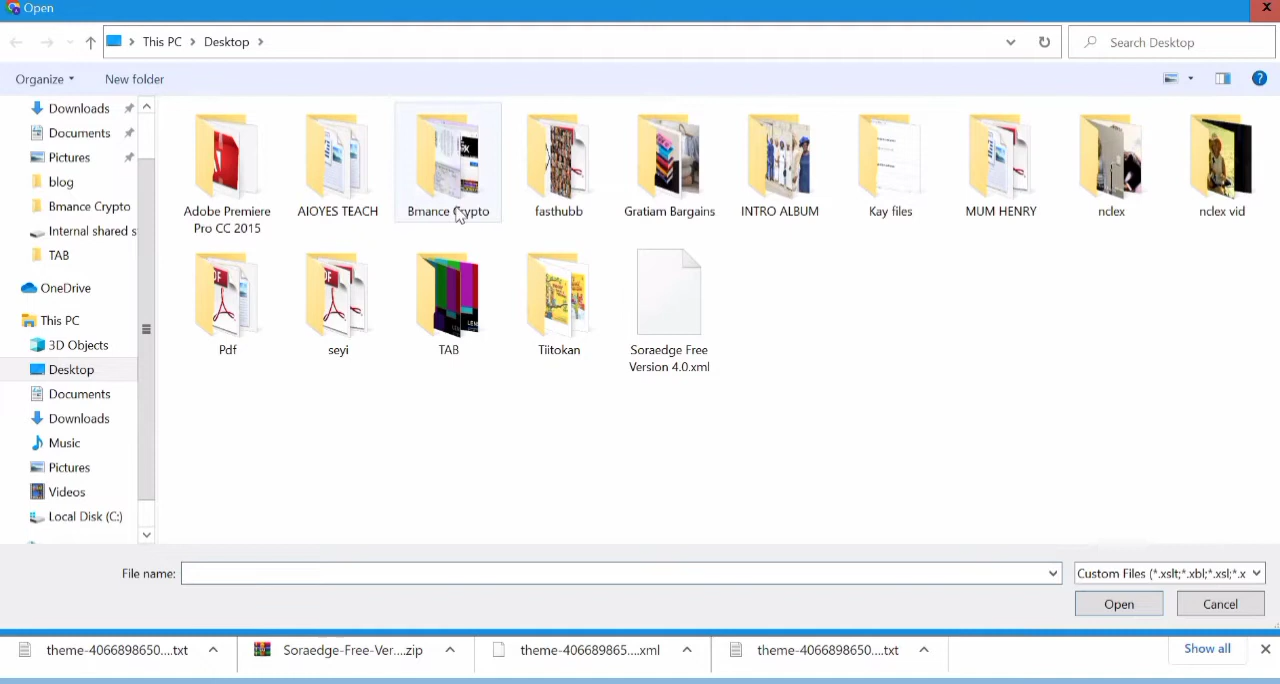 Open
This PC
Desktop
Search Desktop
Organize
New folder
Downloads
Documents
Pictures
blog
Bmance Crypto
Internal shared s
TAB
OneDrive
This PC
3D Objects
Desktop
Documents
Downloads
Music
Pictures
Videos
Local Disk (C:)
Adobe Premiere
Pro CC 2015
AIOYES TEACH
Bmance Crypto
fasthubb
Gratiam Bargains
INTRO ALBUM
Kay files
MUM HENRY
nclex
nclex vid
Pdf
seyi
TAB
Tiitokan
Soraedge Free
Version 4.0.xml
File name:
Custom Files (*.xslt;*.xbl;*.xsl;*.x
Open
Cancel
theme-4066898650....txt
Soraedge-Free-Ver....zip
theme-406689865....xml
theme-4066898650....txt
Show all